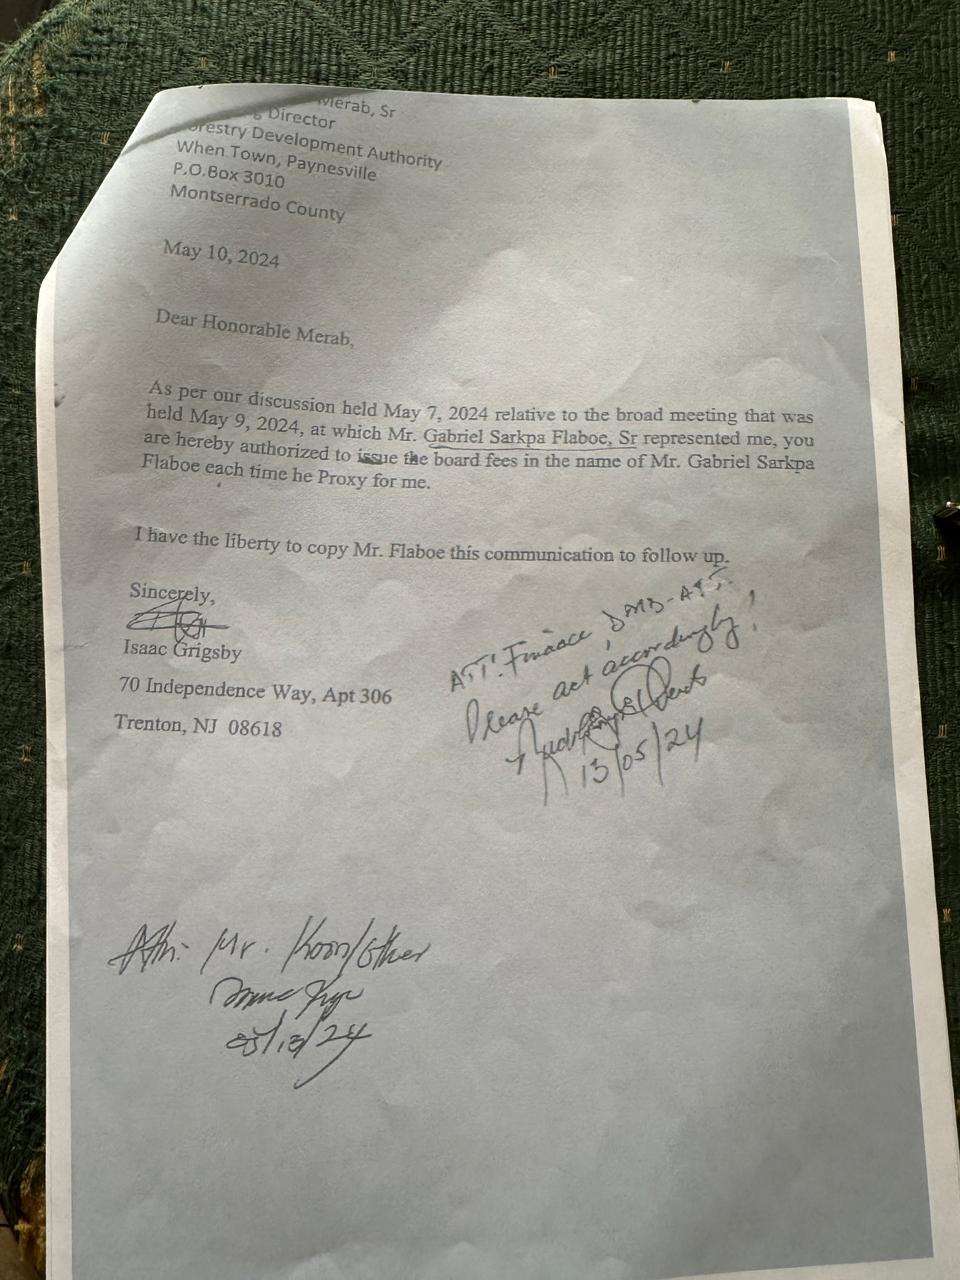 Merab, Sr
Director
orestry Development Authority
When Town, Paynesville
P.O.Box 3010
Montserrado County
May 10, 2024
Dear Honorable Merab,
As per our discussion held May 7, 2024 relative to the broad meeting that was
held May 9, 2024, at which Mr. Gabriel Sarkpa Flaboe, Sr represented me, you
are hereby authorized to issue the board fees in the name of Mr. Gabriel Sarkpa
Flaboe each time he Proxy for me.
I have the liberty to copy Mr. Flaboe this communication to follow up.
Sincerely,
Isaac Grigsby
70 Independence Way, Apt 306
Trenton, NJ 08618
ATT: Finance,
Please act accordingly!
13/05/24
Attn: Mr.
05/13/24